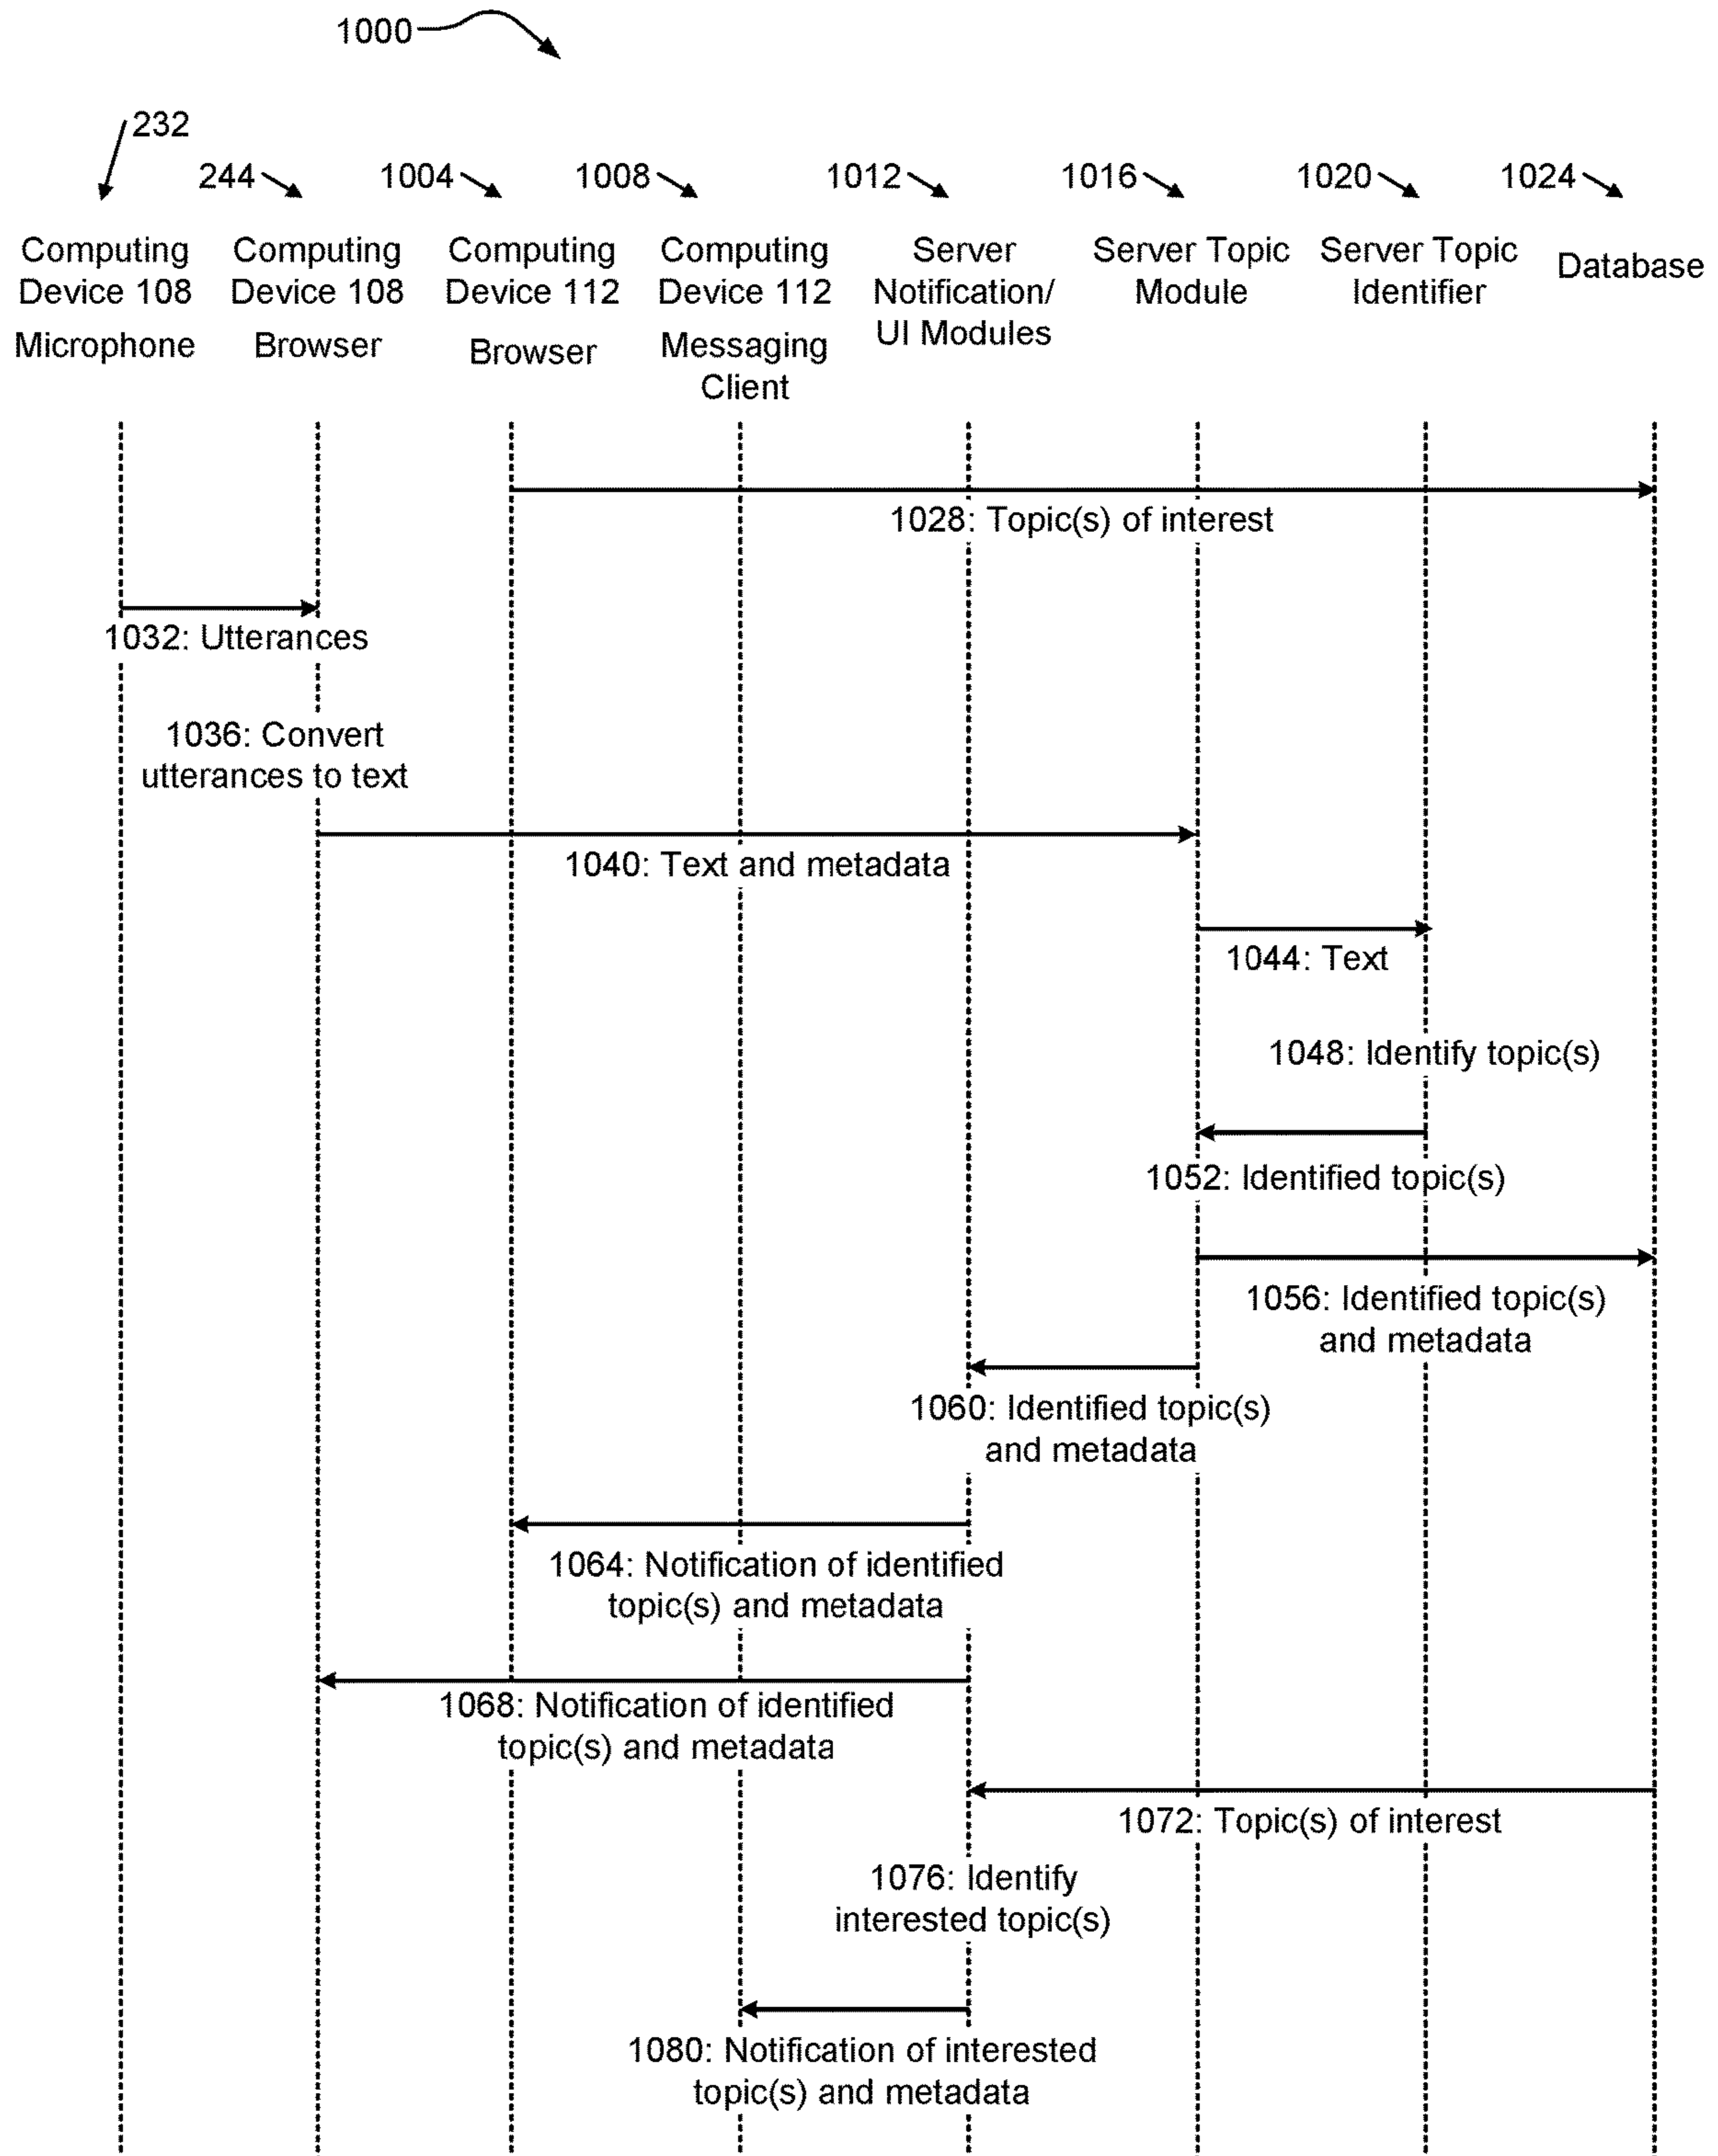 1000
232
244
1004
1008
1012
1016
1020
1024
Computing
Device 108
Microphone
Computing
Device 108
Browser
Computing
Device 112
Browser
Computing
Device 112
Messaging
Client
Server
Notification/
UI Modules
Server Topic
Module
Server Topic
Identifier
Database
1028: Topic(s) of interest
1032: Utterances
1036: Convert
utterances to text
1040: Text and metadata
1044: Text
1048: Identify topic(s)
1052: Identified topic(s)
1056: Identified topic(s)
and metadata
1060: Identified topic(s)
and metadata
1064: Notification of identified
topic(s) and metadata
1068: Notification of identified
topic(s) and metadata
1072: Topic(s) of interest
1076: Identify
interested topic(s)
1080: Notification of interested
topic(s) and metadata